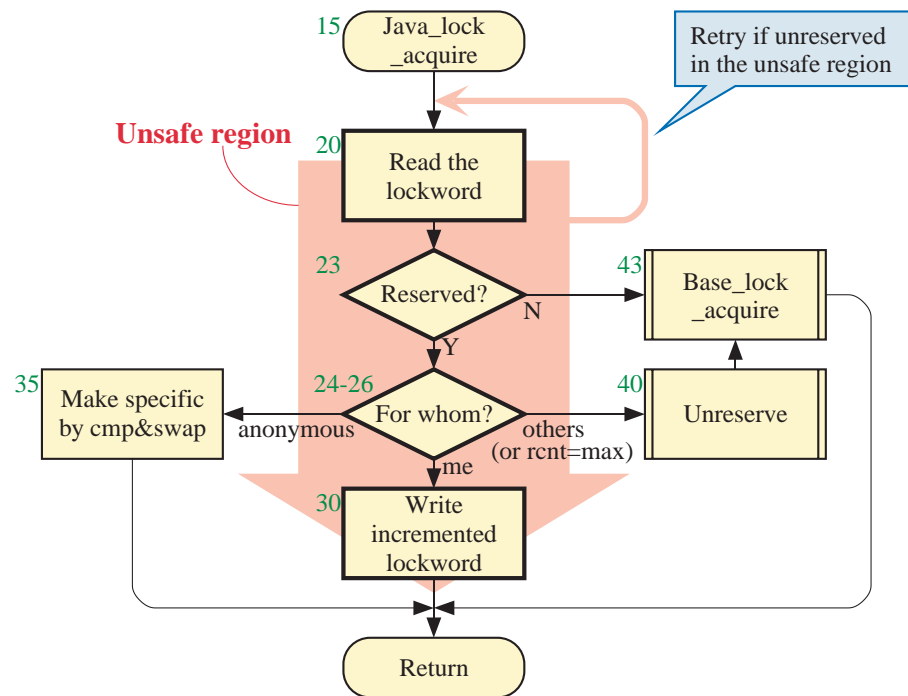 15
Java_lock
_acquire
Retry if unreserved
in the unsafe region
Unsafe region
20
Read the
lockword
23
Reserved?
N
Y
43
Base_lock
_acquire
35
Make specific
by cmp&swap
24-26
For whom?
anonymous
others
(or rcnt=max)
me
40
Unreserve
30
Write
incremented
lockword
Return